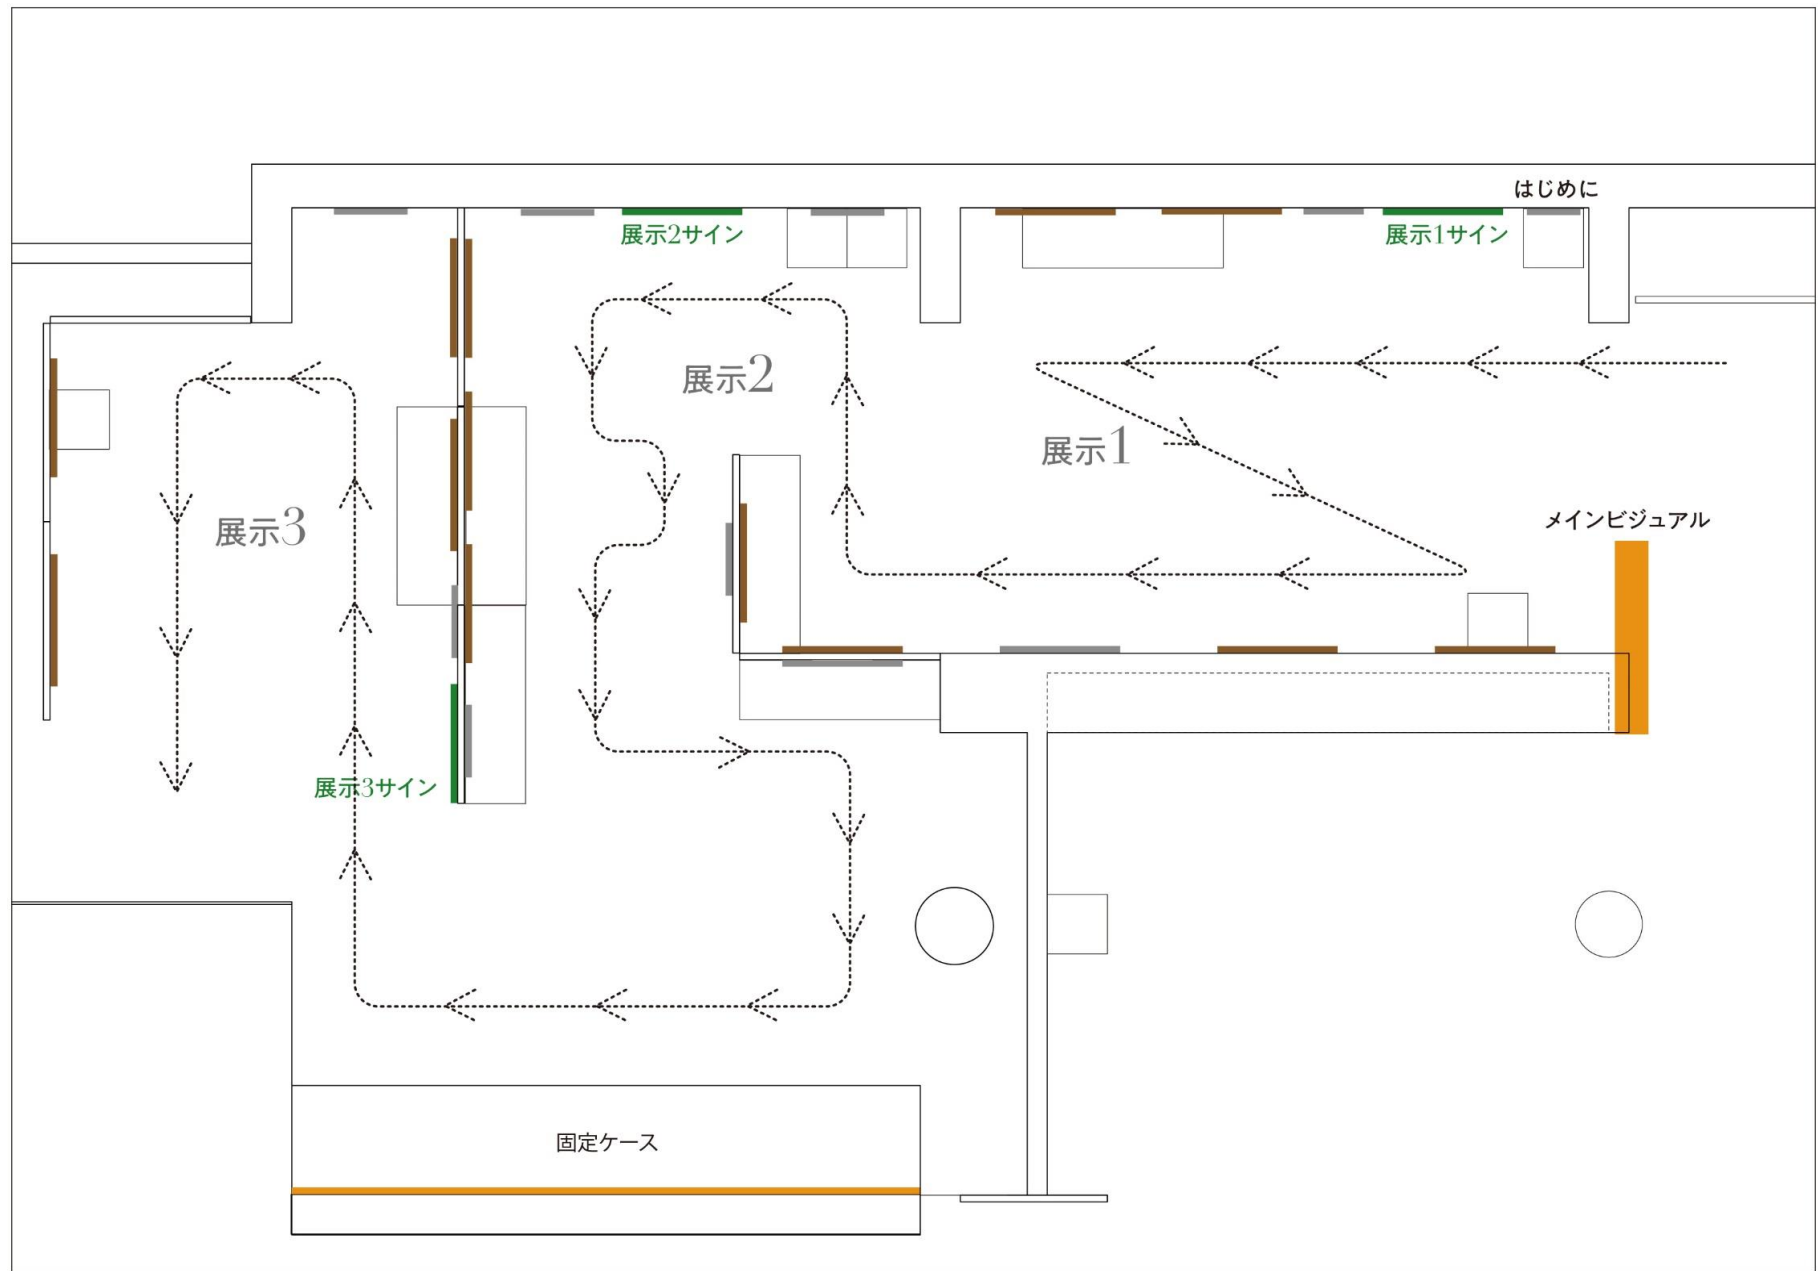 はじめに
展示2サイン
展示1サイン
展示2
展示1
展示3
メインビジュアル
展示3サイン
固定ケース